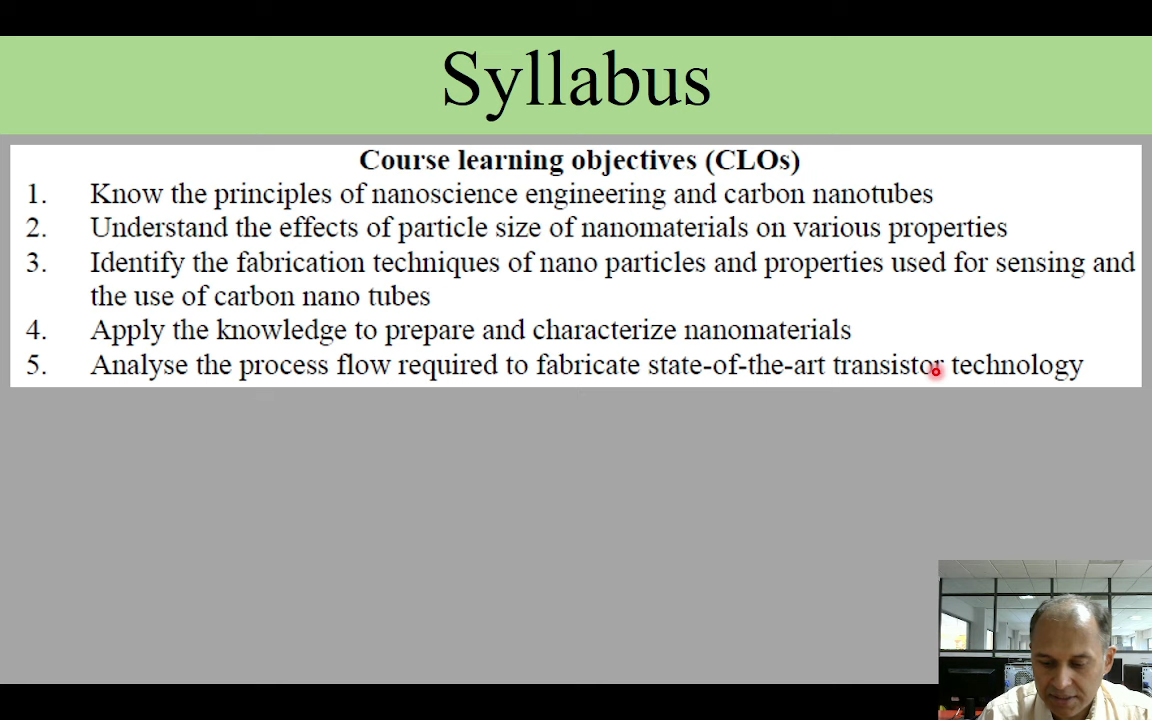 Syllabus
Course learning objectives (CLOs)
1. Know the principles of nanoscience engineering and carbon nanotubes
2. Understand the effects of particle size of nanomaterials on various properties
3. Identify the fabrication techniques of nano particles and properties used for sensing and
the use of carbon nano tubes
4. Apply the knowledge to prepare and characterize nanomaterials
5. Analyse the process flow required to fabricate state-of-the-art transistor technology